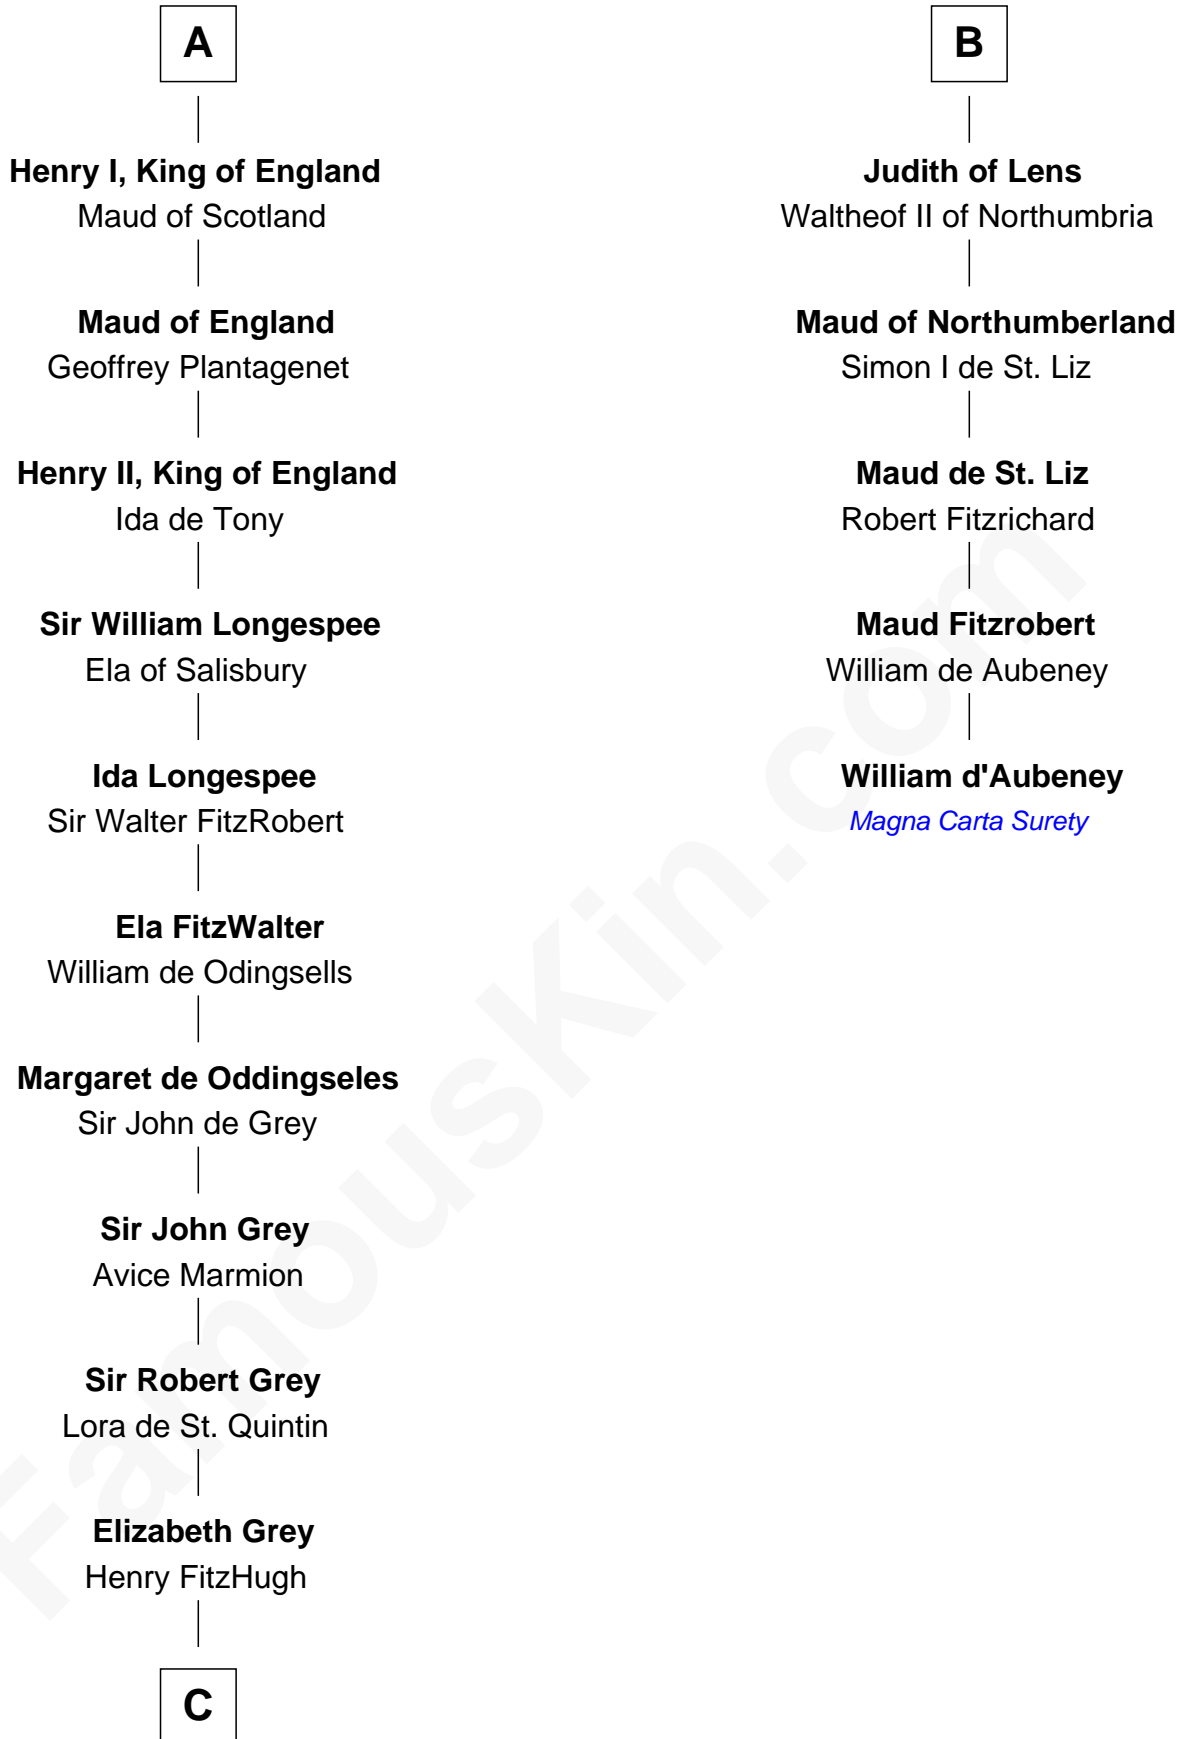 A
Henry I, King of England
Maud of Scotland
Maud of England
Geoffrey Plantagenet
Henry II, King of England
Ida de Tony
Sir William Longespee
Ela of Salisbury
Ida Longespee
Sir Walter FitzRobert
Ela FitzWalter
William de Odingsells
Margaret de Oddingseles
Sir John de Grey
Sir John Grey
Avice Marmion
Sir Robert Grey
Lora de St. Quintin
Elizabeth Grey
Henry FitzHugh
C
B
Judith of Lens
Waltheof II of Northumbria
Maud of Northumberland
Simon I de St. Liz
Maud de St. Liz
Robert Fitzrichard
Maud Fitzrobert
William de Aubeney
William d'Aubeney
Magna Carta Surety
FamousKin.com